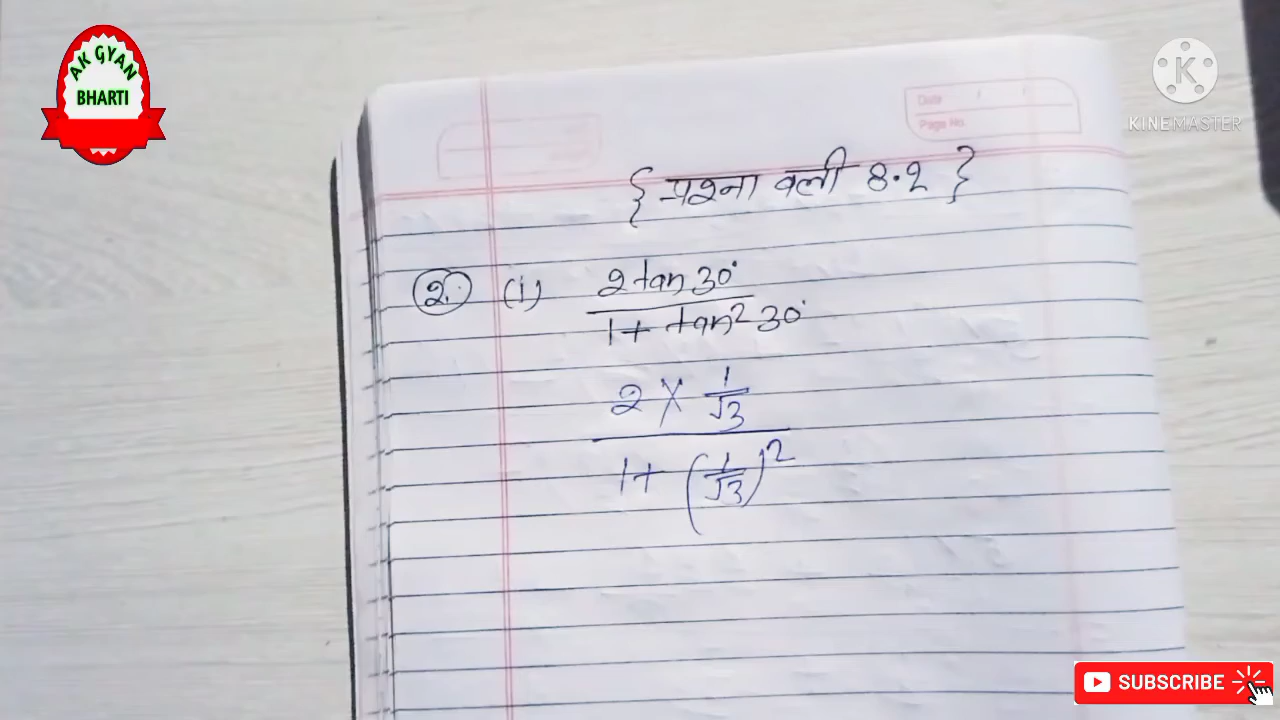 AK GYAN
BHARTI
KINEMASTER
Date / /
Page No.
{ प्रश्ना वली 8.2 }
2. (i) 2 tan 30° / 1 + tan² 30°
2 × 1/√3
1 + (1/√3)²
SUBSCRIBE